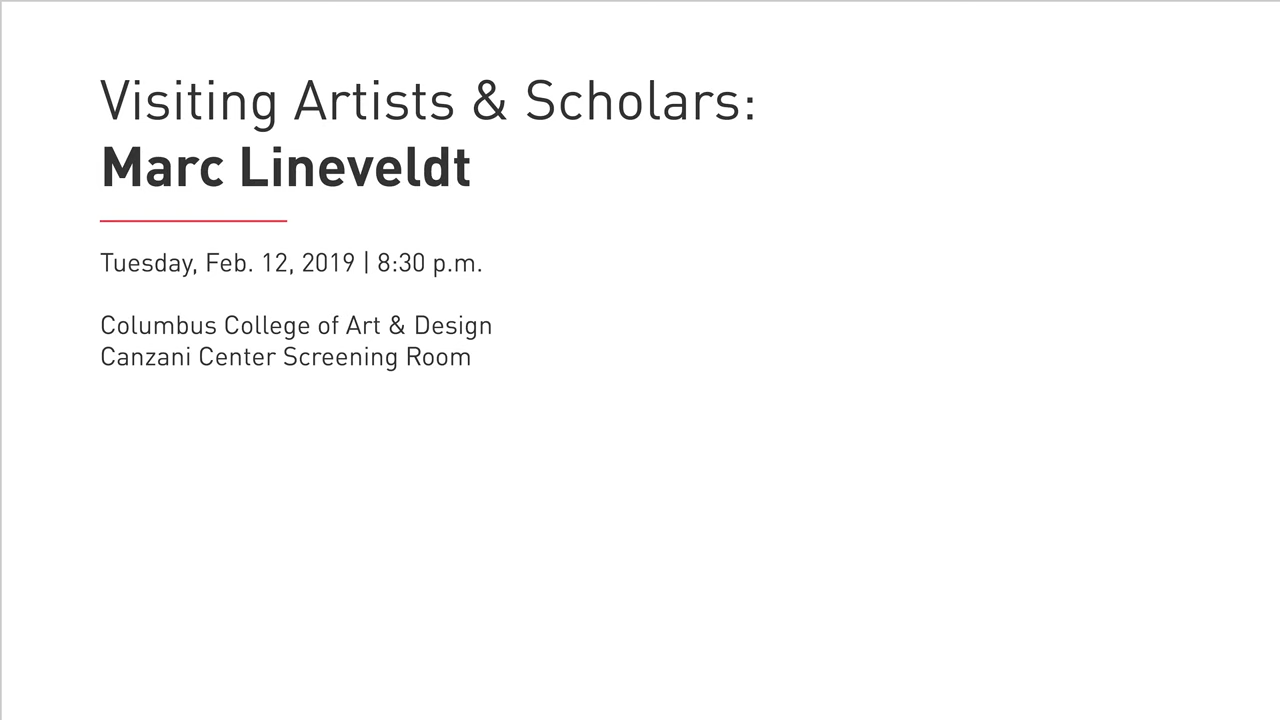 Visiting Artists & Scholars:
Marc Lineveldt
Tuesday, Feb. 12, 2019 | 8:30 p.m.
Columbus College of Art & Design
Canzani Center Screening Room